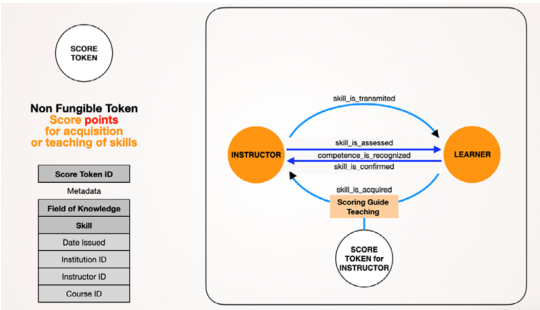 SCORE
TOKEN
Non Fungible Token
Score points
for acquisition
or teaching of skills
Score Token ID
Metadata
Field of Knowledge
Skill
Date Issued
Institution ID
Instructor ID
Course ID
skill_is_transmited
INSTRUCTOR
skill_is_assessed
competence_is_recognized
skill_is_confirmed
LEARNER
skill_is_acquired
Scoring Guide
Teaching
SCORE
TOKEN for
INSTRUCTOR